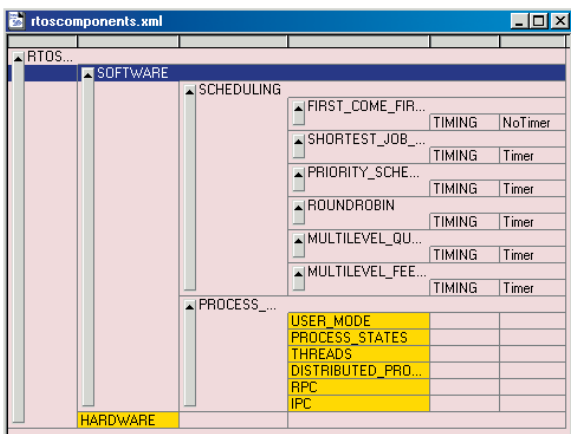 rtoscomponents.xml
RTOS...
SOFTWARE
SCHEDULING
FIRST_COME_FIR...
TIMING NoTimer
SHORTEST_JOB_...
TIMING Timer
PRIORITY_SCHE...
TIMING Timer
ROUNDROBIN
TIMING Timer
MULTILEVEL_QU...
TIMING Timer
MULTILEVEL_FEE...
TIMING Timer
PROCESS_...
USER_MODE
PROCESS_STATES
THREADS
DISTRIBUTED_PRO...
RPC
IPC
HARDWARE